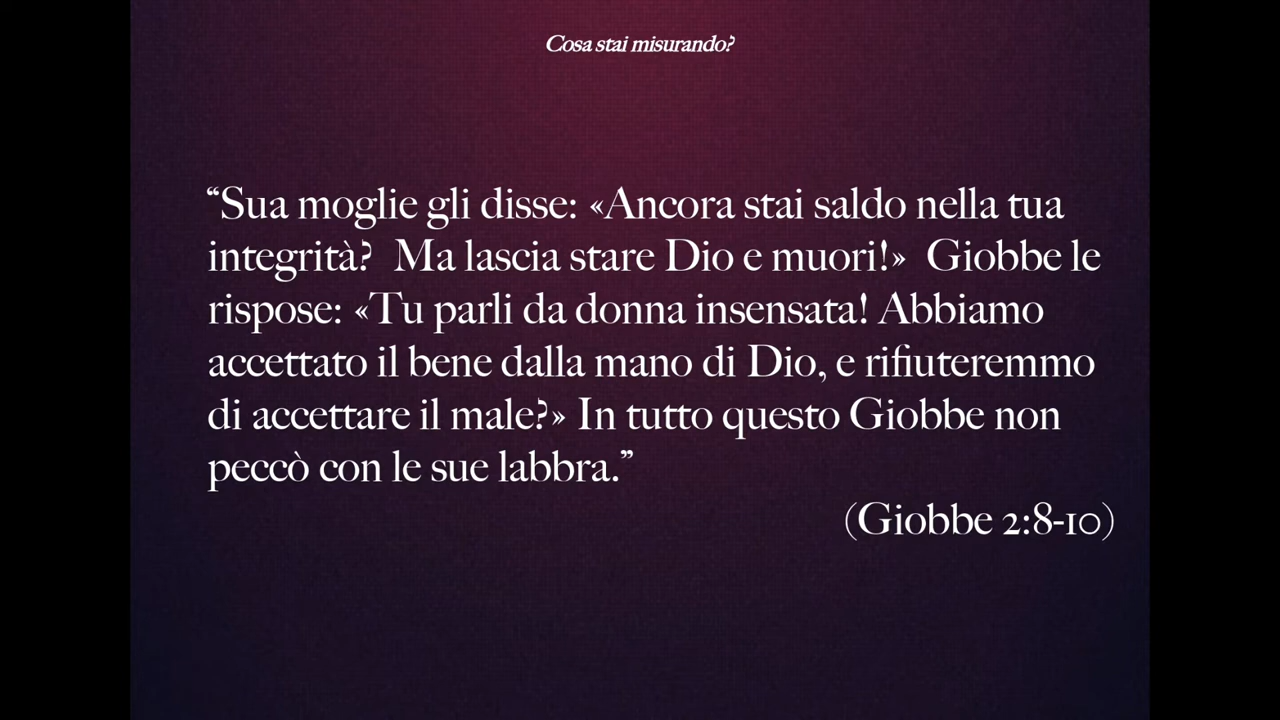 Cosa stai misurando?
“Sua moglie gli disse: «Ancora stai saldo nella tua
integrità?  Ma lascia stare Dio e muori!»  Giobbe le
rispose: «Tu parli da donna insensata! Abbiamo
accettato il bene dalla mano di Dio, e rifiuteremmo
di accettare il male?» In tutto questo Giobbe non
peccò con le sue labbra.”
(Giobbe 2:8-10)